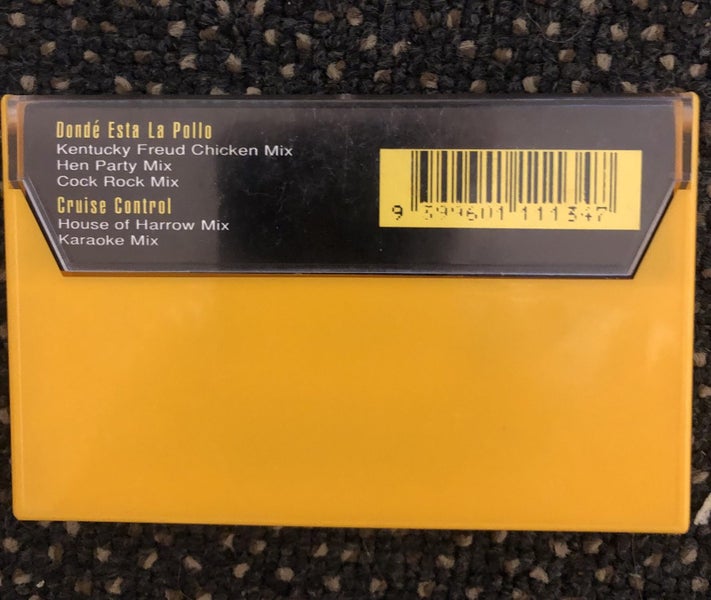 Dondé Esta La Pollo
Kentucky Freud Chicken Mix
Hen Party Mix
Cock Rock Mix
Cruise Control
House of Harrow Mix
Karaoke Mix
9 399601 111347